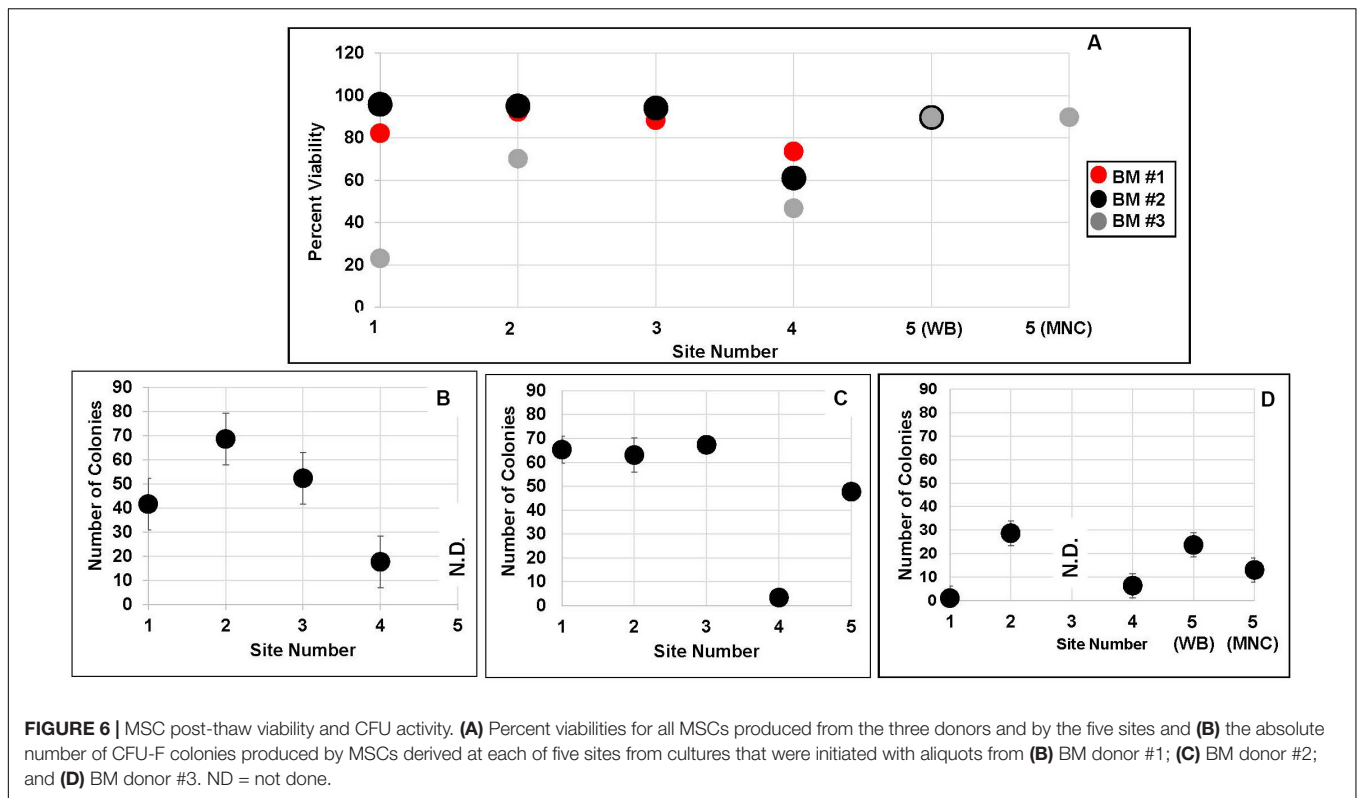 A
Percent Viability
120
100
80
60
40
20
0
1 2 3 4 5 (WB) 5 (MNC)
Site Number
BM #1
BM #2
BM #3
B
Number of Colonies
90
80
70
60
50
40
30
20
10
0
N.D.
1 2 3 4 5
Site Number
C
Number of Colonies
90
80
70
60
50
40
30
20
10
0
1 2 3 4 5
Site Number
D
Number of Colonies
90
80
70
60
50
40
30
20
10
0
N.D.
1 2 3 4 5 5
Site Number (WB) (MNC)
FIGURE 6 | MSC post-thaw viability and CFU activity. (A) Percent viabilities for all MSCs produced from the three donors and by the five sites and (B) the absolute
number of CFU-F colonies produced by MSCs derived at each of five sites from cultures that were initiated with aliquots from (B) BM donor #1; (C) BM donor #2;
and (D) BM donor #3. ND = not done.